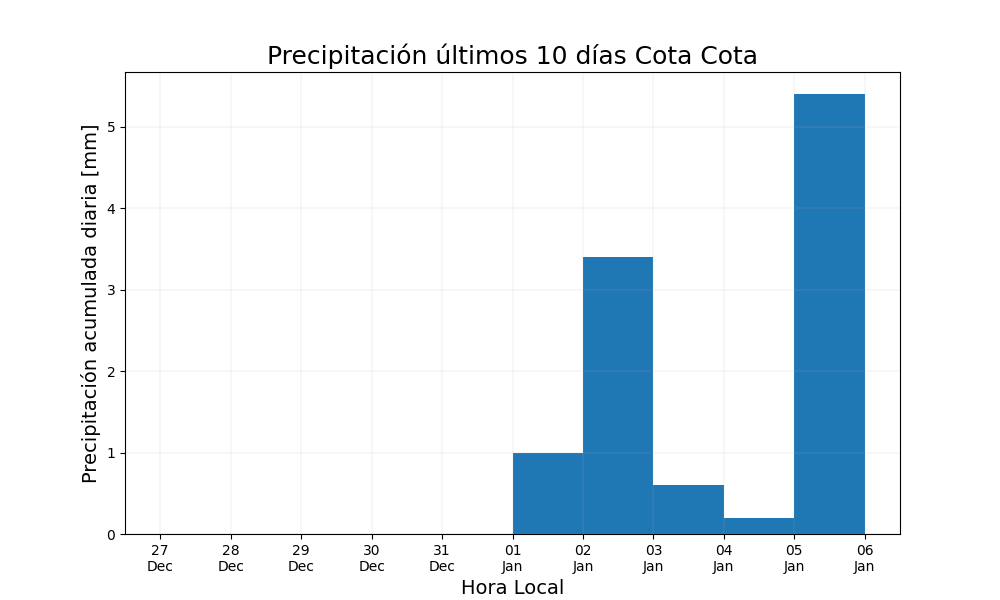 Precipitación últimos 10 días Cota Cota
Precipitación acumulada diaria [mm]
5
4
3
2
1
0
27 28 29 30 31 01 02 03 04 05 06
Dec Dec Dec Dec Dec Jan Jan Jan Jan Jan Jan
Hora Local